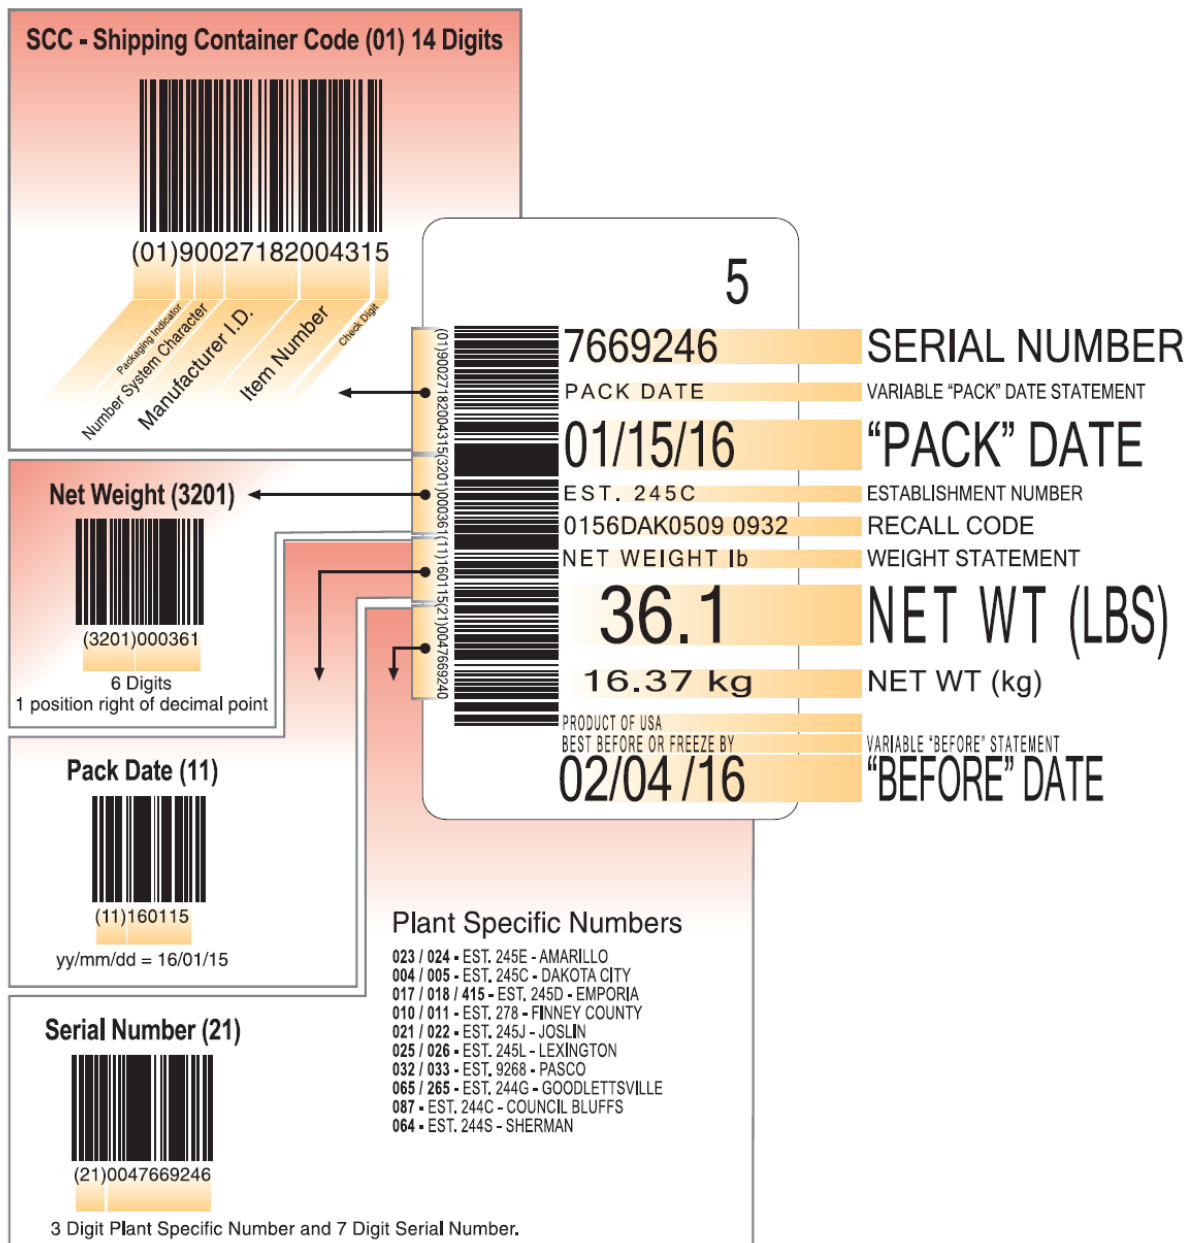 SCC - Shipping Container Code (01) 14 Digits
(01)90027182004315
Packaging Indicator
Number System Character
Manufacturer I.D.
Item Number
Check Digit
5
(01)90027182004315(3201)000361(11)160115(21)0047669240
7669246 SERIAL NUMBER
PACK DATE VARIABLE “PACK” DATE STATEMENT
01/15/16 “PACK” DATE
EST. 245C ESTABLISHMENT NUMBER
0156DAK0509 0932 RECALL CODE
NET WEIGHT lb WEIGHT STATEMENT
36.1 NET WT (LBS)
16.37 kg NET WT (kg)
PRODUCT OF USA
BEST BEFORE OR FREEZE BY VARIABLE “BEFORE” STATEMENT
02/04 /16 “BEFORE” DATE
Net Weight (3201)
(3201)000361
6 Digits
1 position right of decimal point
Pack Date (11)
(11)160115
yy/mm/dd = 16/01/15
Serial Number (21)
(21)0047669246
3 Digit Plant Specific Number and 7 Digit Serial Number.
Plant Specific Numbers
023 / 024 - EST. 245E - AMARILLO
004 / 005 - EST. 245C - DAKOTA CITY
017 / 018 / 415 - EST. 245D - EMPORIA
010 / 011 - EST. 278 - FINNEY COUNTY
021 / 022 - EST. 245J - JOSLIN
025 / 026 - EST. 245L - LEXINGTON
032 / 033 - EST. 9268 - PASCO
065 / 265 - EST. 244G - GOODLETTSVILLE
087 - EST. 244C - COUNCIL BLUFFS
064 - EST. 244S - SHERMAN